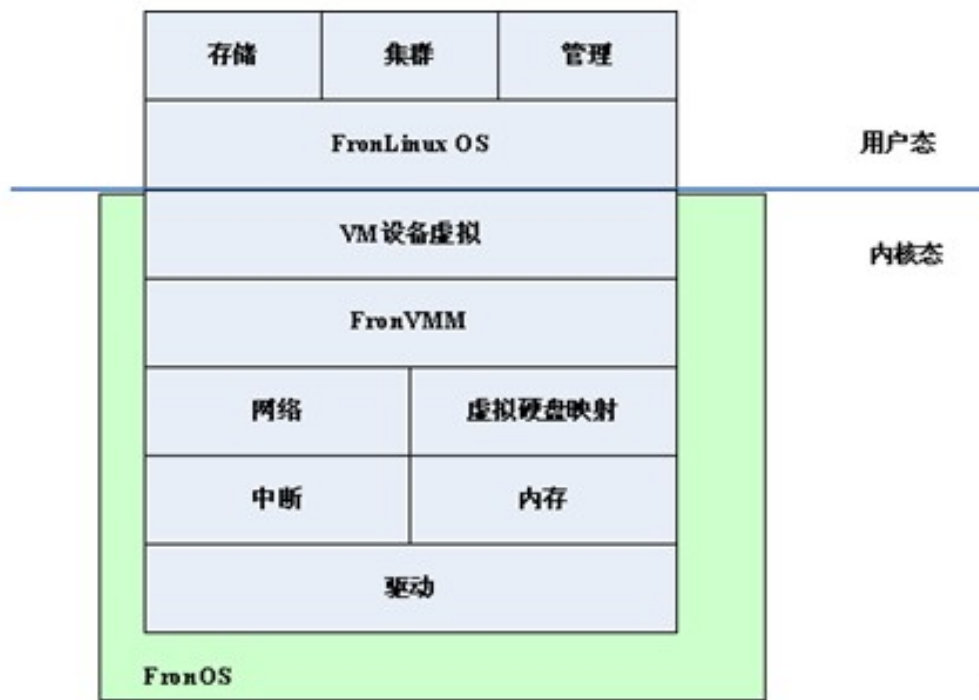 存储 集群 管理
FronLinux OS
用户态
VM设备虚拟
内核态
FronVMM
网络 虚拟硬盘映射
中断 内存
驱动
FronOS